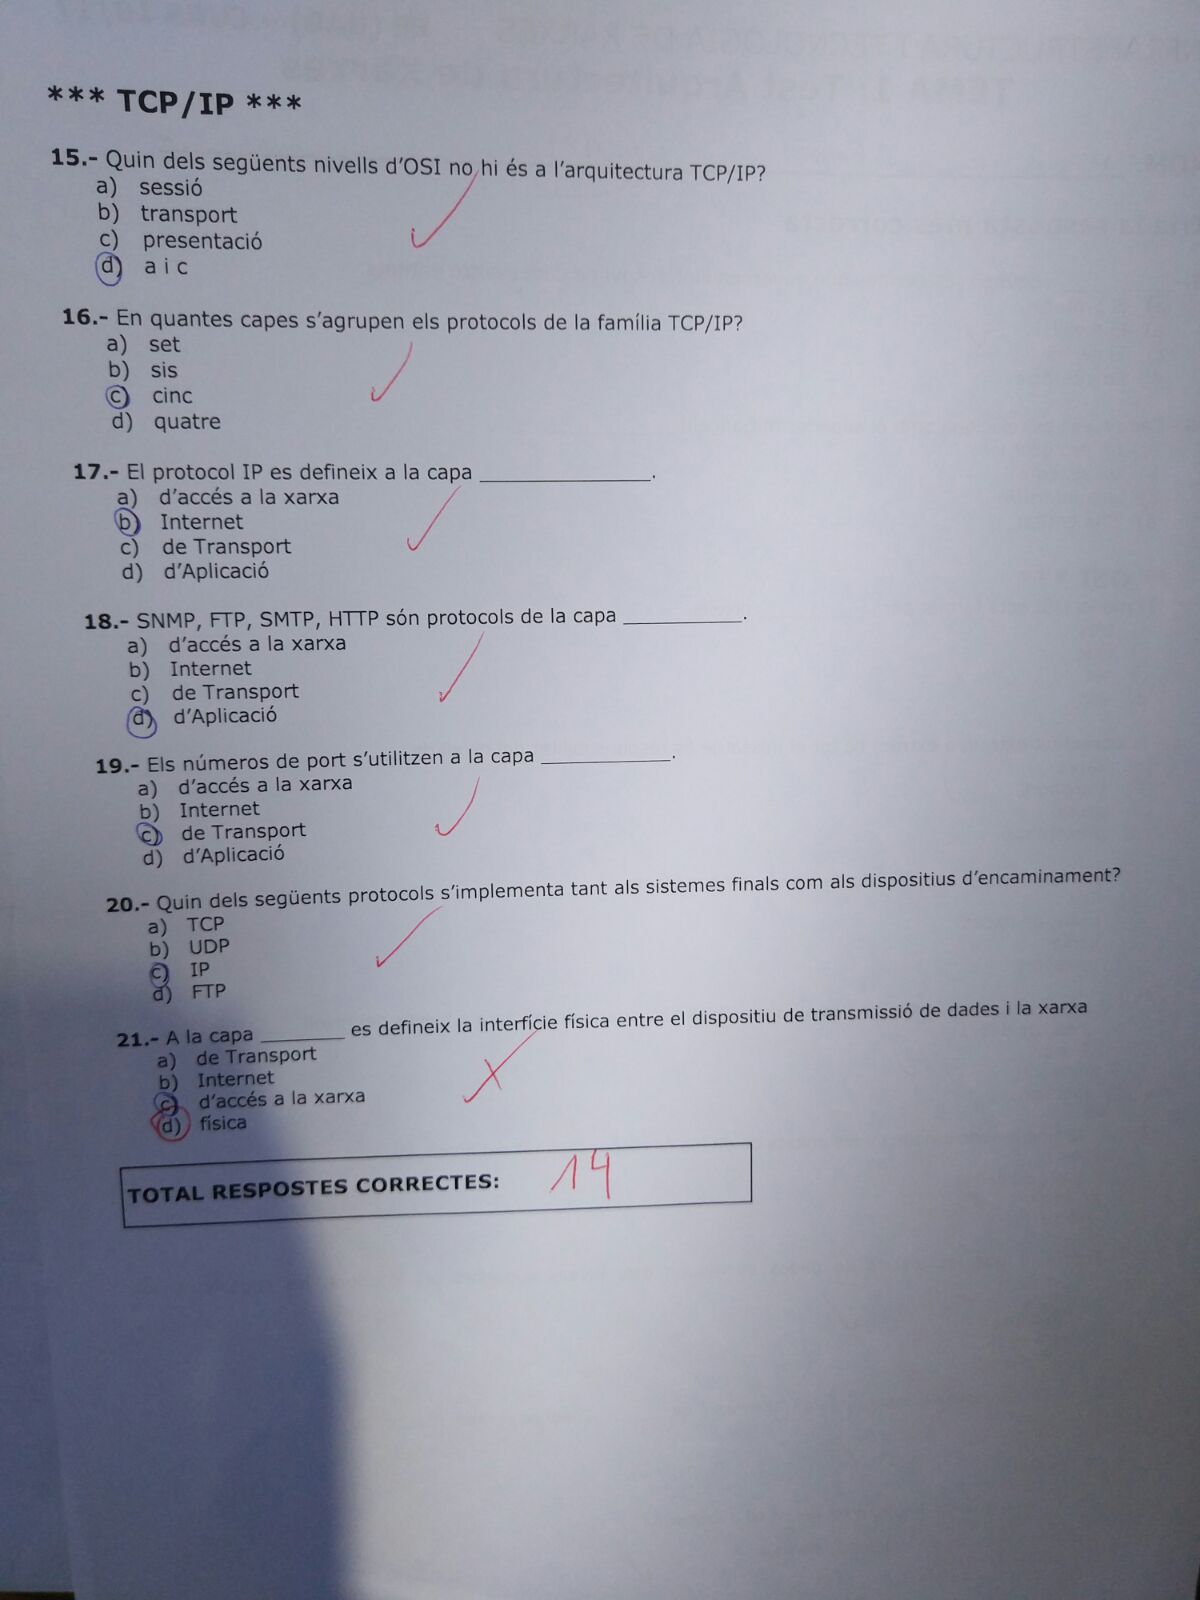 *** TCP/IP ***
15.- Quin dels següents nivells d'OSI no hi és a l'arquitectura TCP/IP?
a) sessió
b) transport
c) presentació
d) a i c
16.- En quantes capes s'agrupen els protocols de la família TCP/IP?
a) set
b) sis
c) cinc
d) quatre
17.- El protocol IP es defineix a la capa _______________.
a) d'accés a la xarxa
b) Internet
c) de Transport
d) d'Aplicació
18.- SNMP, FTP, SMTP, HTTP són protocols de la capa ___________.
a) d'accés a la xarxa
b) Internet
c) de Transport
d) d'Aplicació
19.- Els números de port s'utilitzen a la capa ____________.
a) d'accés a la xarxa
b) Internet
c) de Transport
d) d'Aplicació
20.- Quin dels següents protocols s'implementa tant als sistemes finals com als dispositius d'encaminament?
a) TCP
b) UDP
c) IP
d) FTP
21.- A la capa ________ es defineix la interfície física entre el dispositiu de transmissió de dades i la xarxa
a) de Transport
b) Internet
c) d'accés a la xarxa
d) física
TOTAL RESPOSTES CORRECTES: 14